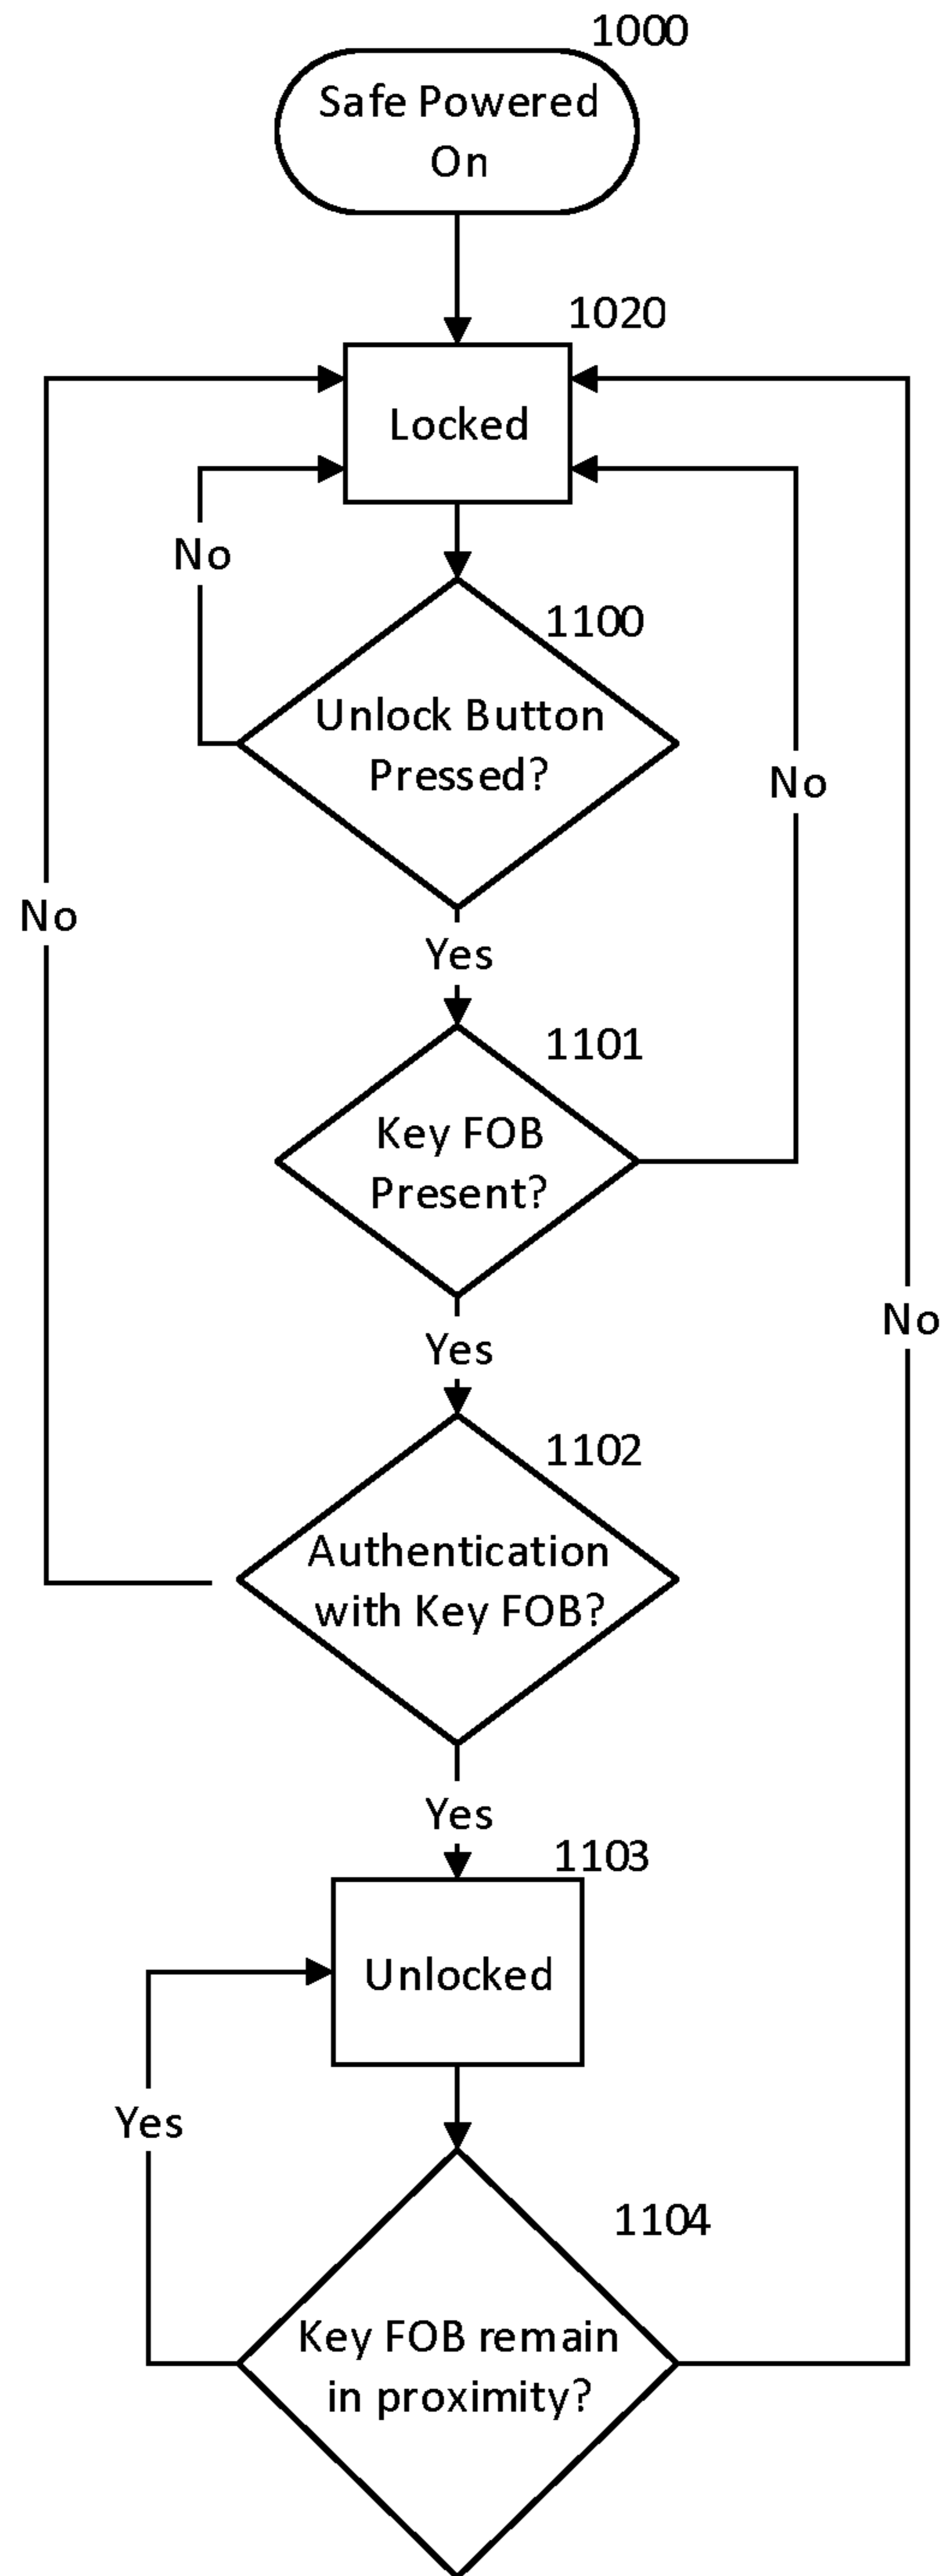 1000
Safe Powered
On
1020
Locked
No
1100
Unlock Button
Pressed?
No
No
Yes
1101
Key FOB
Present?
No
Yes
1102
Authentication
with Key FOB?
Yes
1103
Unlocked
Yes
1104
Key FOB remain
in proximity?